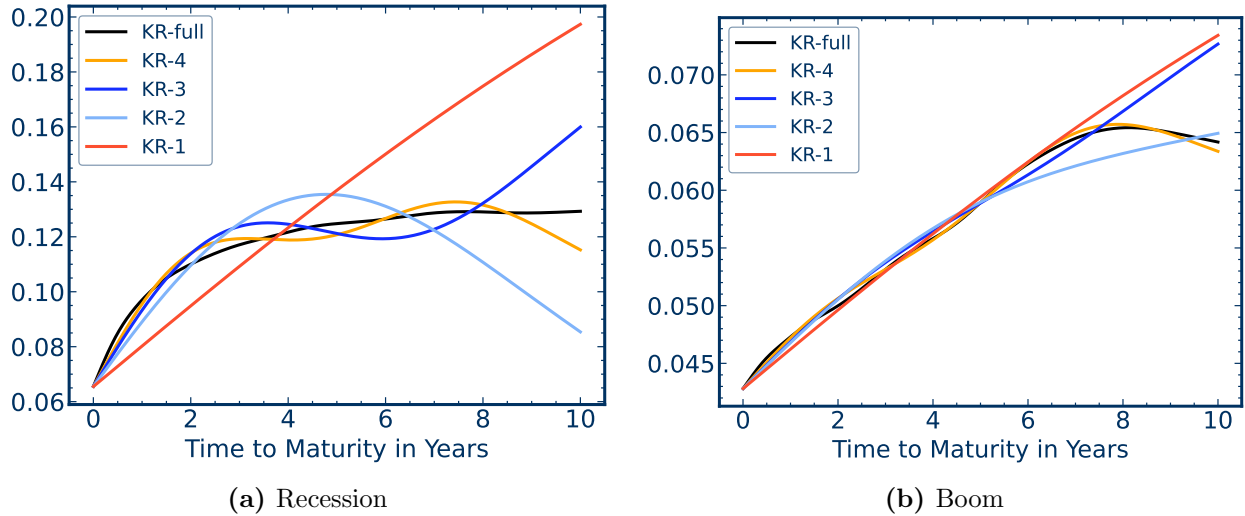 0.20
0.18
0.16
0.14
0.12
0.10
0.08
0.06
KR-full
KR-4
KR-3
KR-2
KR-1
0 2 4 6 8 10
Time to Maturity in Years
(a) Recession
0.070
0.065
0.060
0.055
0.050
0.045
KR-full
KR-4
KR-3
KR-2
KR-1
0 2 4 6 8 10
Time to Maturity in Years
(b) Boom